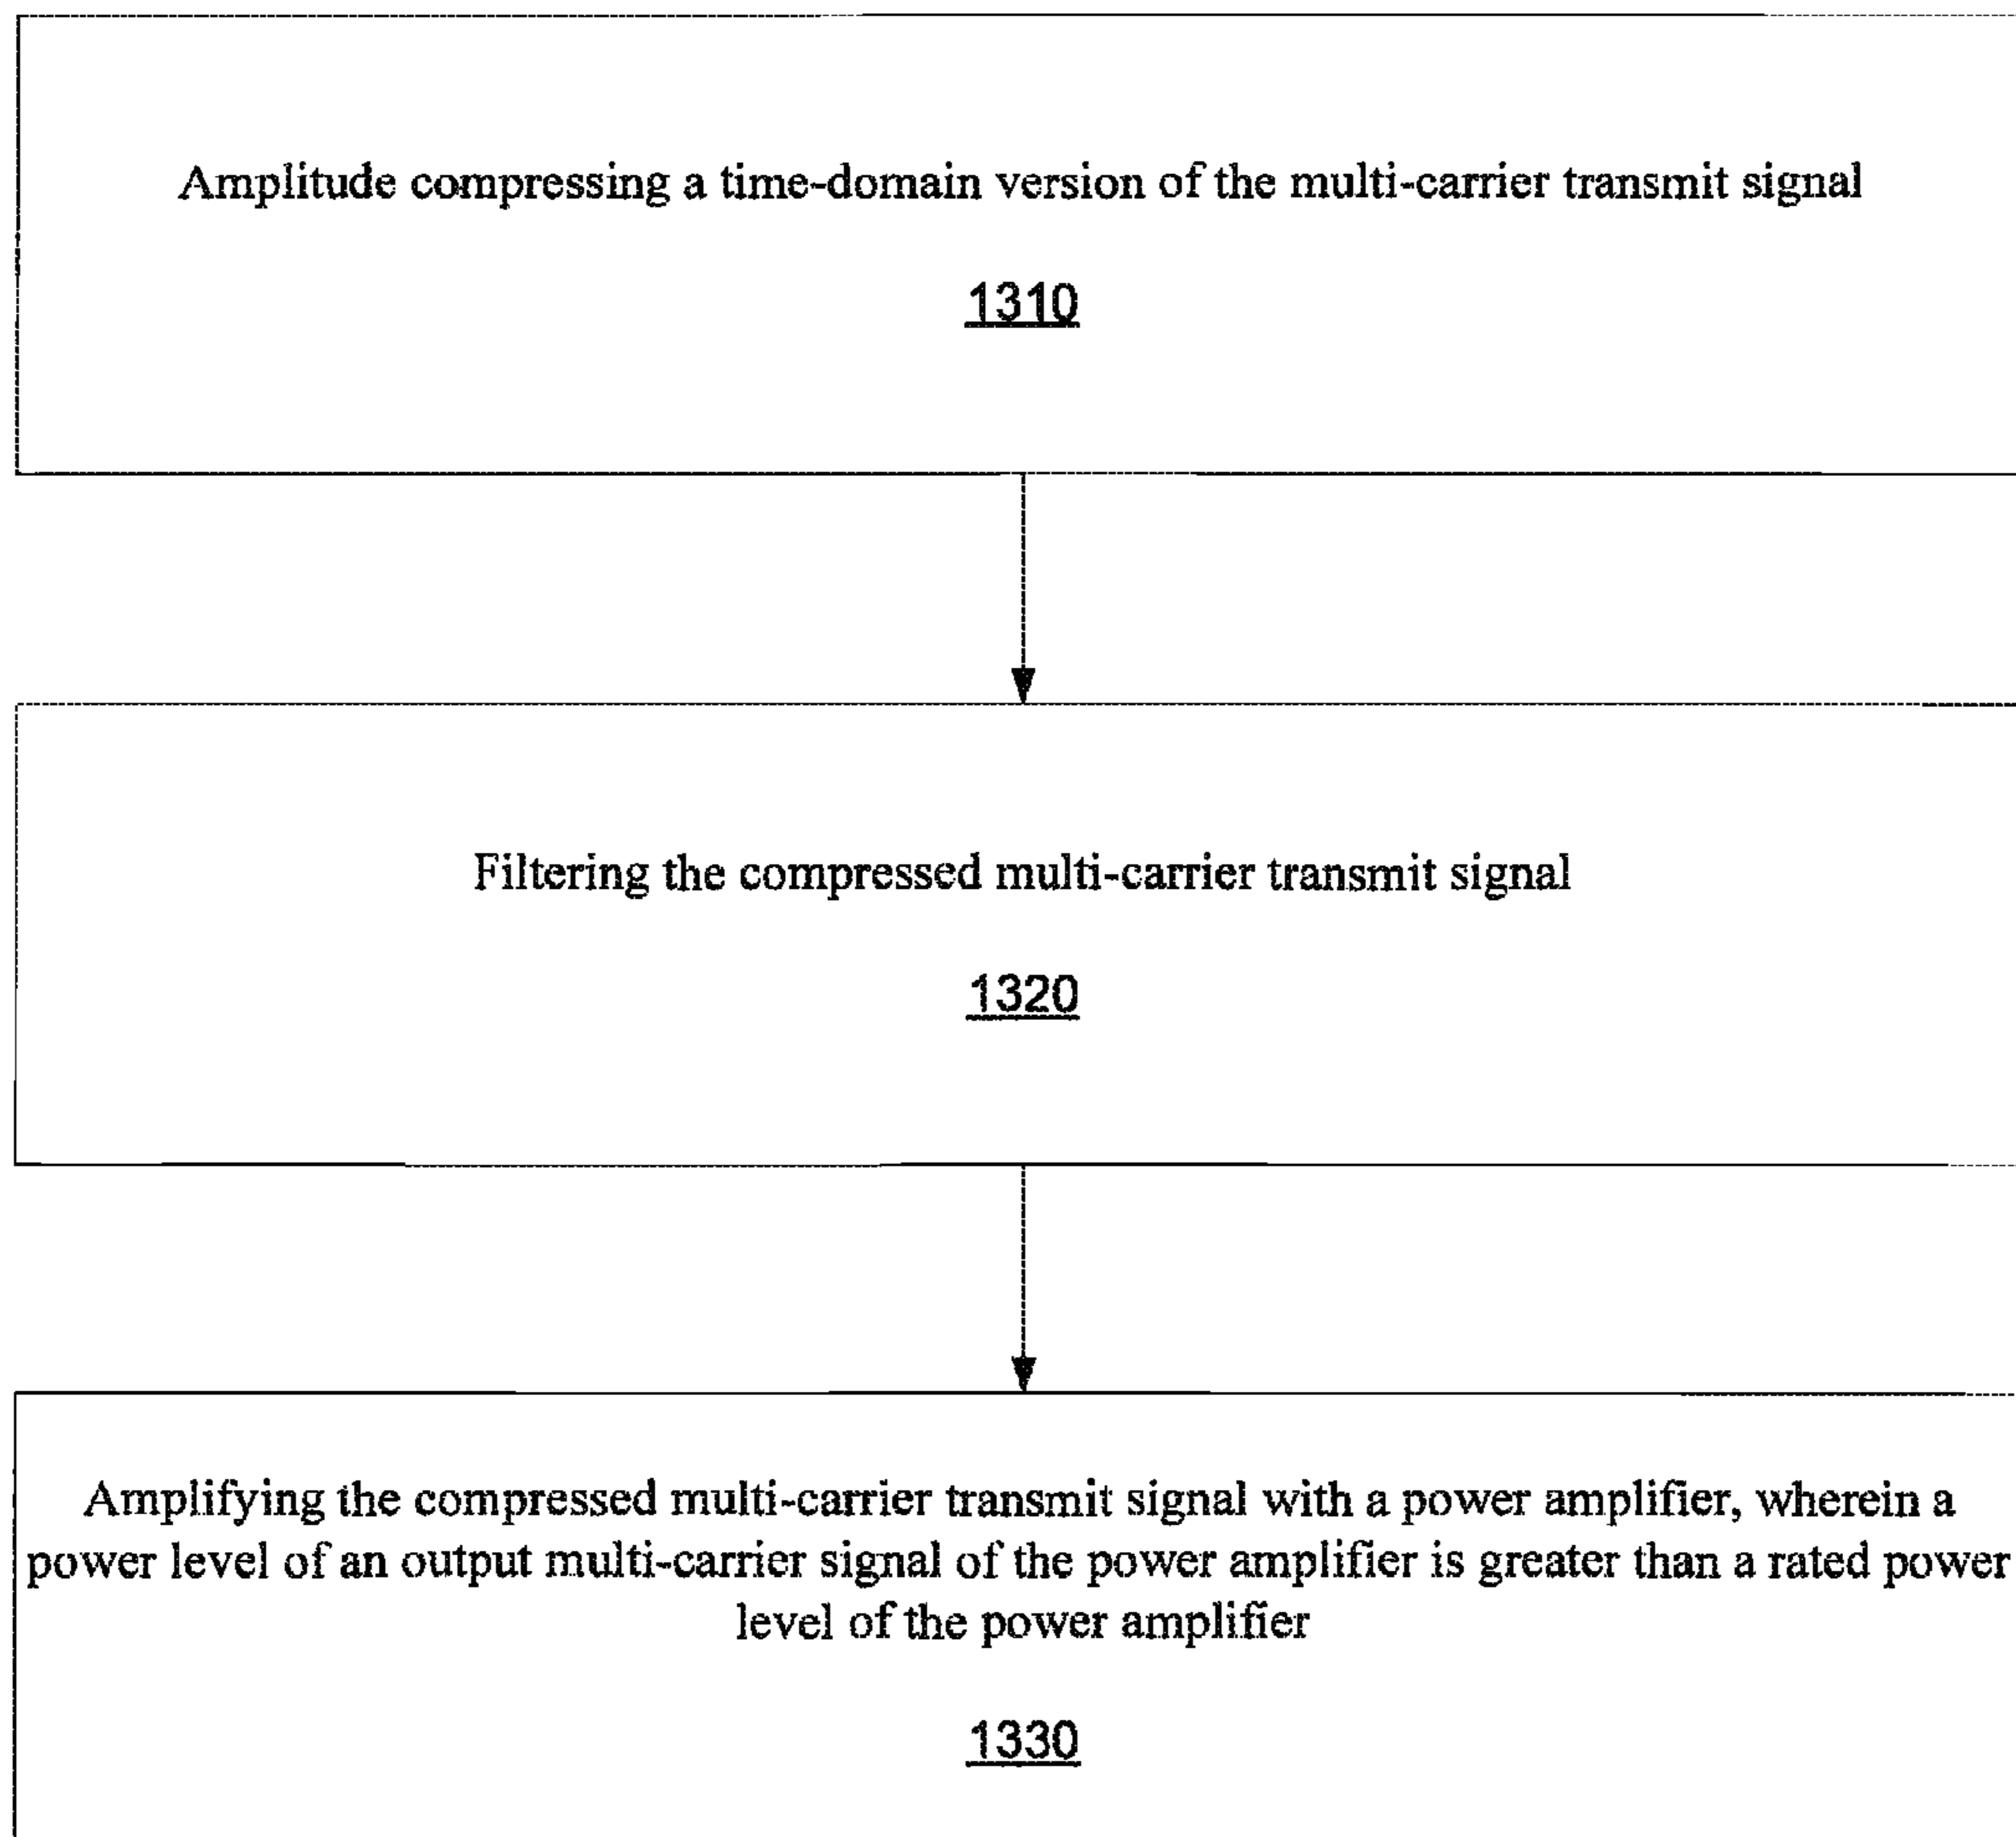 Amplitude compressing a time-domain version of the multi-carrier transmit signal
1310
Filtering the compressed multi-carrier transmit signal
1320
Amplifying the compressed multi-carrier transmit signal with a power amplifier, wherein a
power level of an output multi-carrier signal of the power amplifier is greater than a rated power
level of the power amplifier
1330